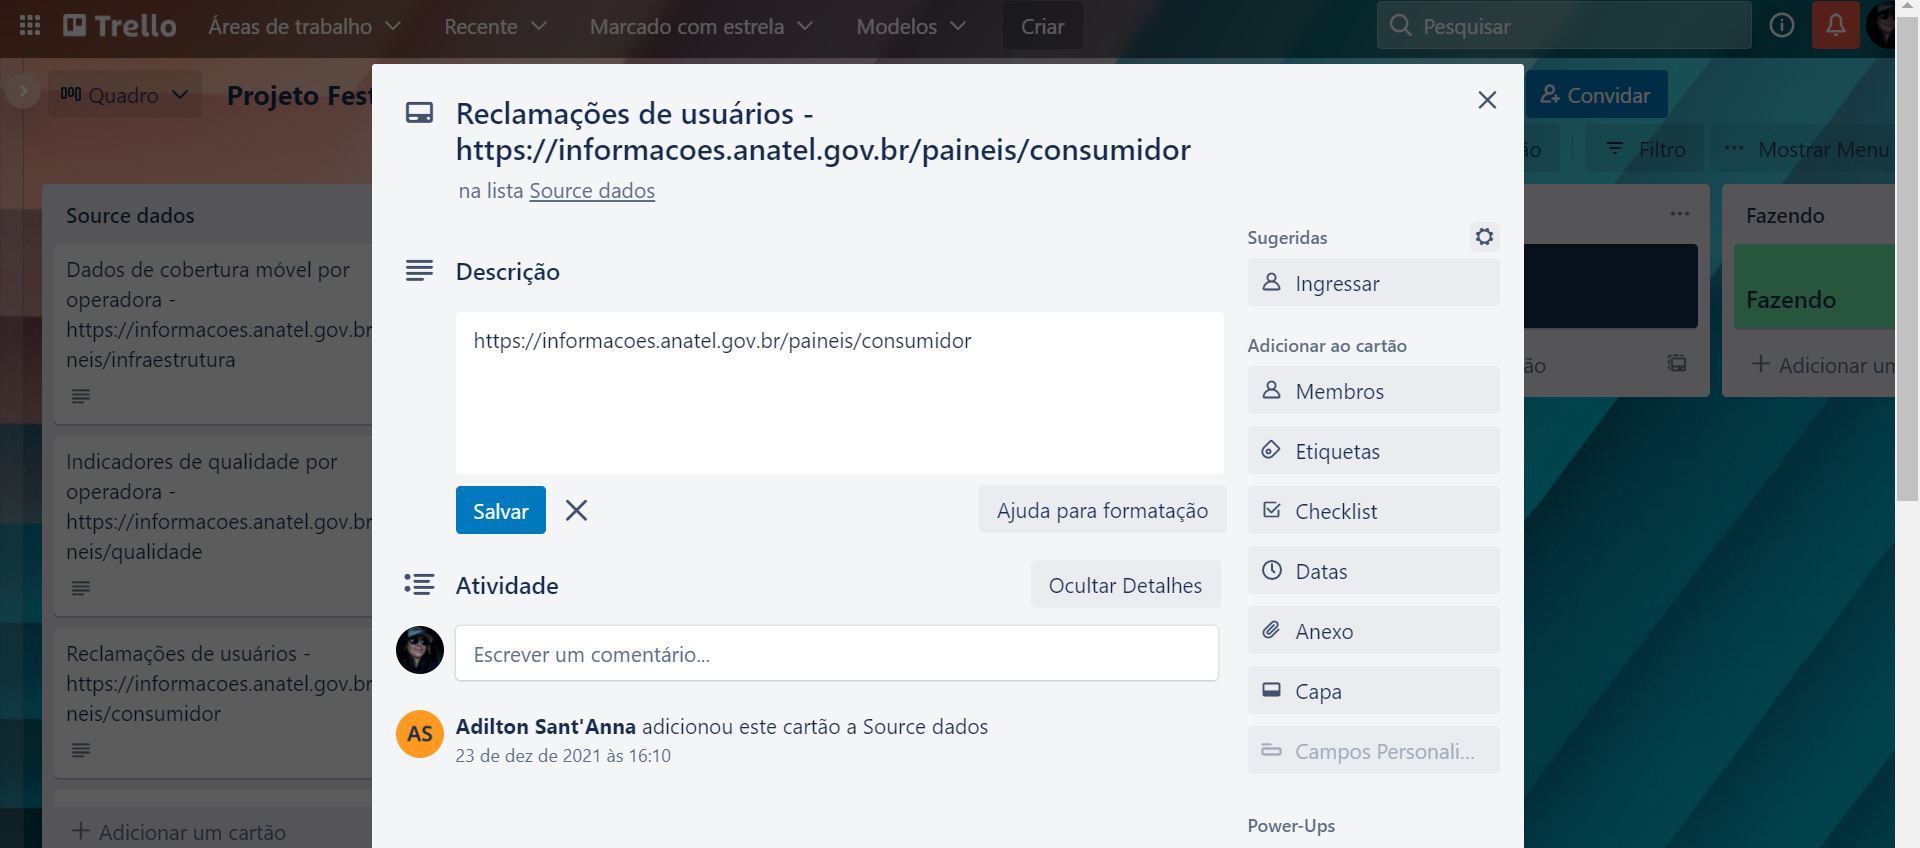 Trello
Áreas de trabalho
Recente
Marcado com estrela
Modelos
Criar
Pesquisar
Quadro
Projeto Fest
Convidar
Filtro
Mostrar Menu
Source dados
Dados de cobertura móvel por
operadora -
https://informacoes.anatel.gov.br
neis/infraestrutura
Indicadores de qualidade por
operadora -
https://informacoes.anatel.gov.br
neis/qualidade
Reclamações de usuários -
https://informacoes.anatel.gov.br
neis/consumidor
+ Adicionar um cartão
Reclamações de usuários -
https://informacoes.anatel.gov.br/paineis/consumidor
na lista Source dados
Descrição
https://informacoes.anatel.gov.br/paineis/consumidor
Salvar
Ajuda para formatação
Atividade
Ocultar Detalhes
Escrever um comentário...
AS
Adilton Sant'Anna adicionou este cartão a Source dados
23 de dez de 2021 às 16:10
Sugeridas
Ingressar
Adicionar ao cartão
Membros
Etiquetas
Checklist
Datas
Anexo
Capa
Campos Personali...
Power-Ups
ão
ão
Fazendo
Fazendo
+ Adicionar um